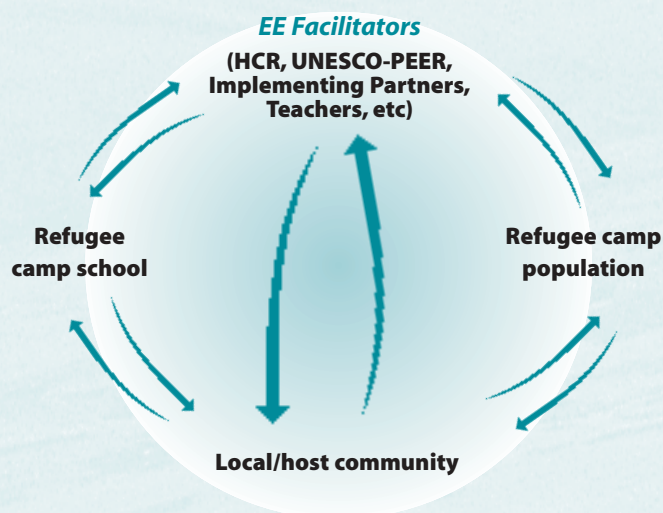 EE Facilitators
(HCR, UNESCO-PEER,
Implementing Partners,
Teachers, etc)
Refugee
camp school
Refugee camp
population
Local/host community